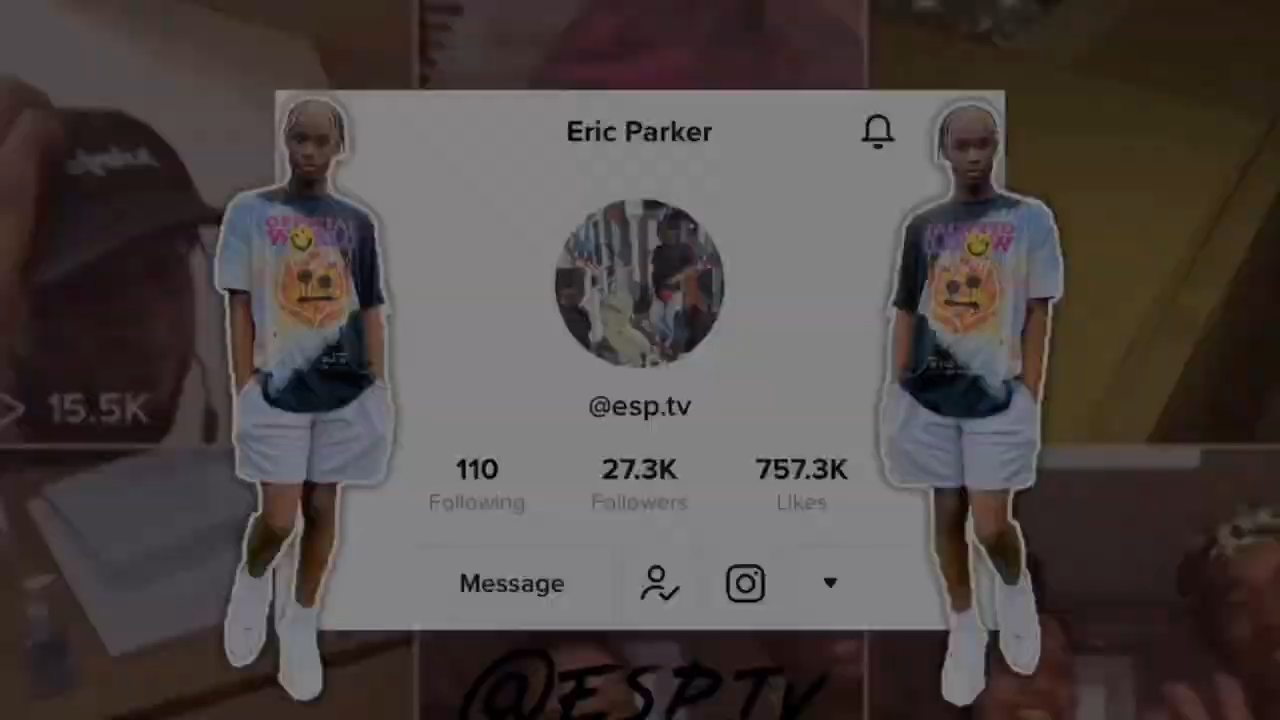 Eric Parker
@esp.tv
110 27.3K 757.3K
Following Followers Likes
15.5K
Message
@ESPTV